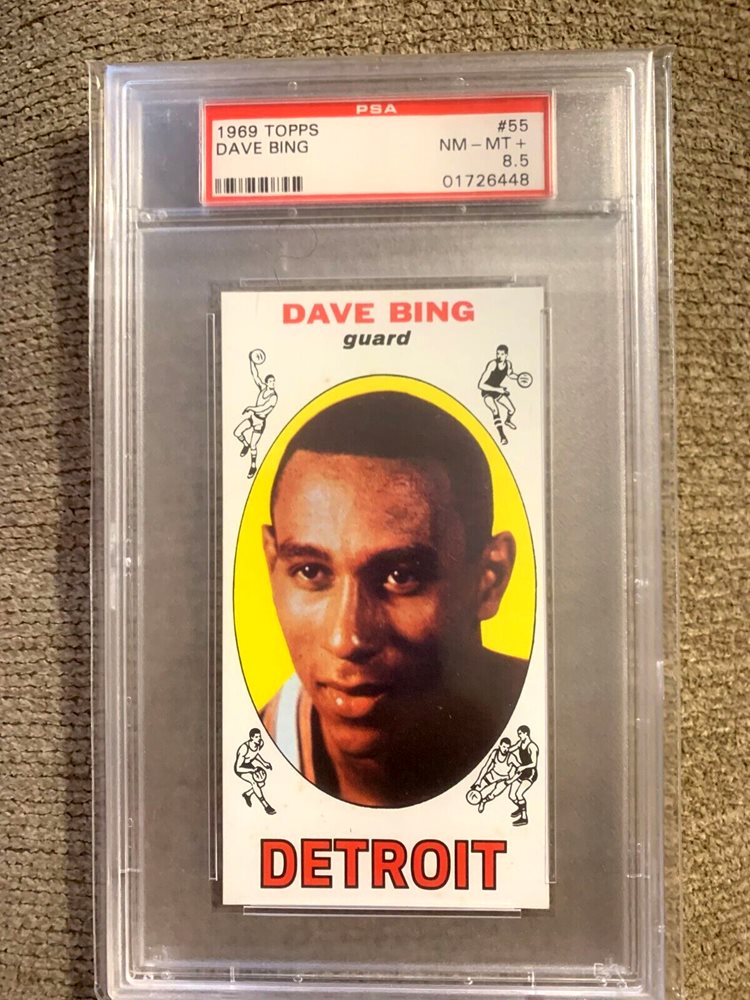 PSA
1969 TOPPS #55
DAVE BING NM-MT+
8.5
01726448
DAVE BING
guard
DETROIT